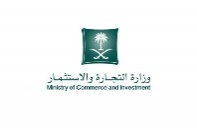 وزارة التجارة والاستثمار
Ministry of Commerce and Investment